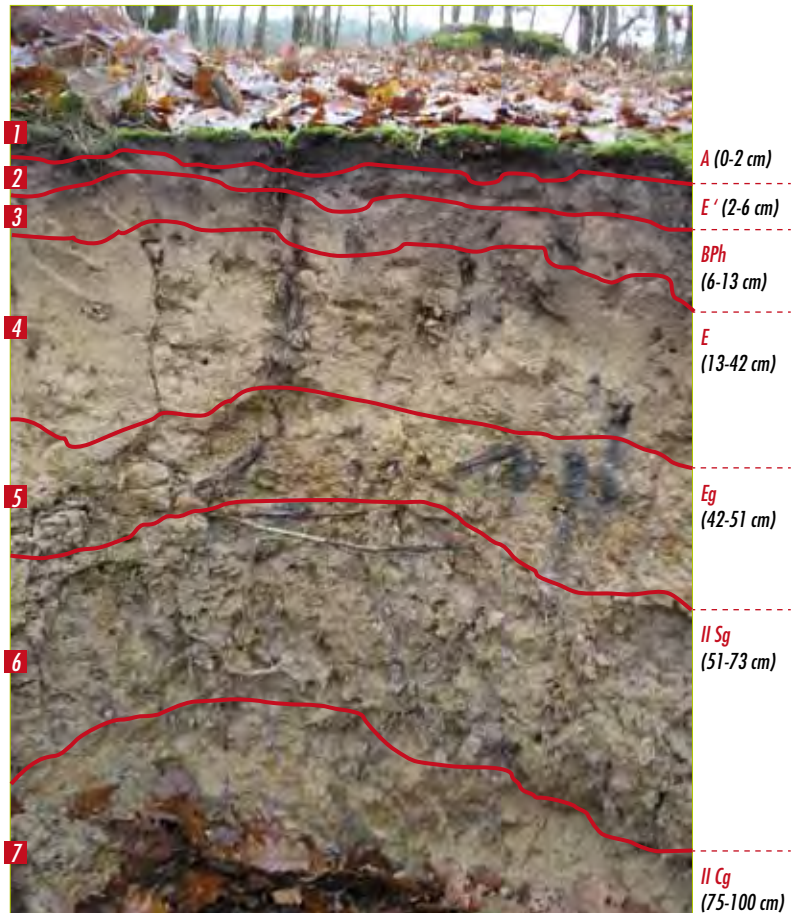 1
A (0-2 cm)
2
E' (2-6 cm)
3
BPh
(6-13 cm)
4
E
(13-42 cm)
5
Eg
(42-51 cm)
6
II Sg
(51-73 cm)
7
II Cg
(75-100 cm)